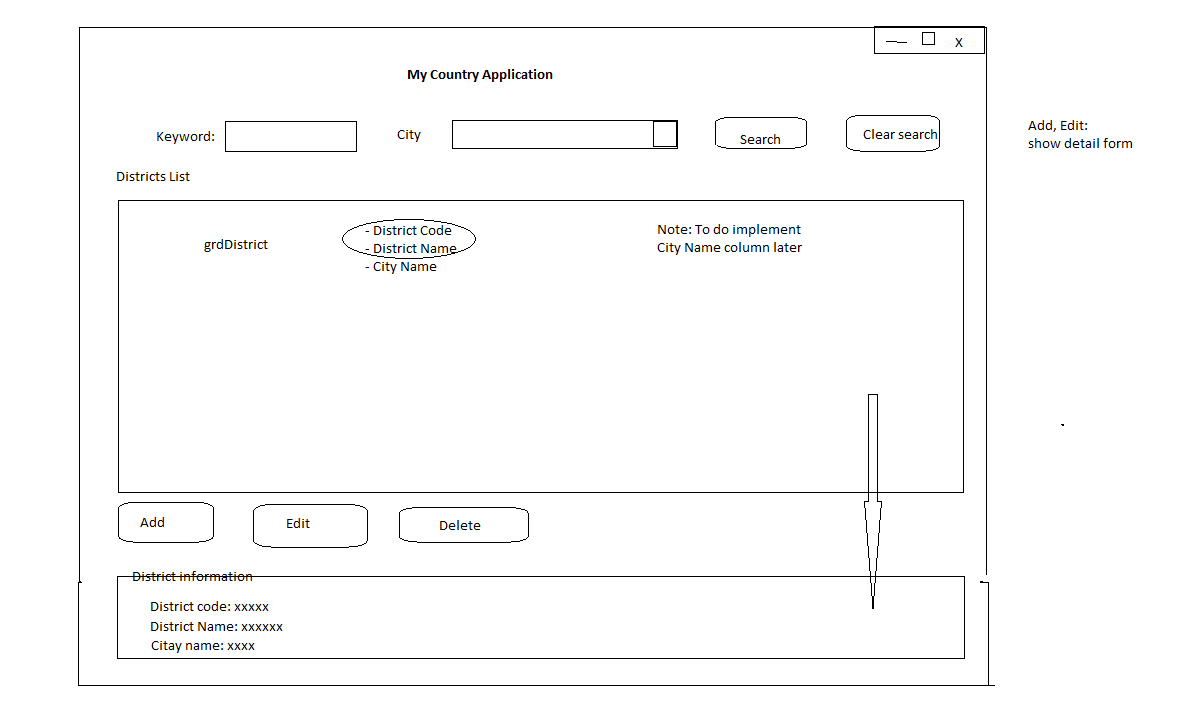 X
My Country Application
Keyword:
City
Search
Clear search
Add, Edit:
show detail form
Districts List
grdDistrict
- District Code
- District Name
- City Name
Note: To do implement
City Name column later
Add
Edit
Delete
District information
District code: xxxxx
District Name: xxxxxx
Citay name: xxxx